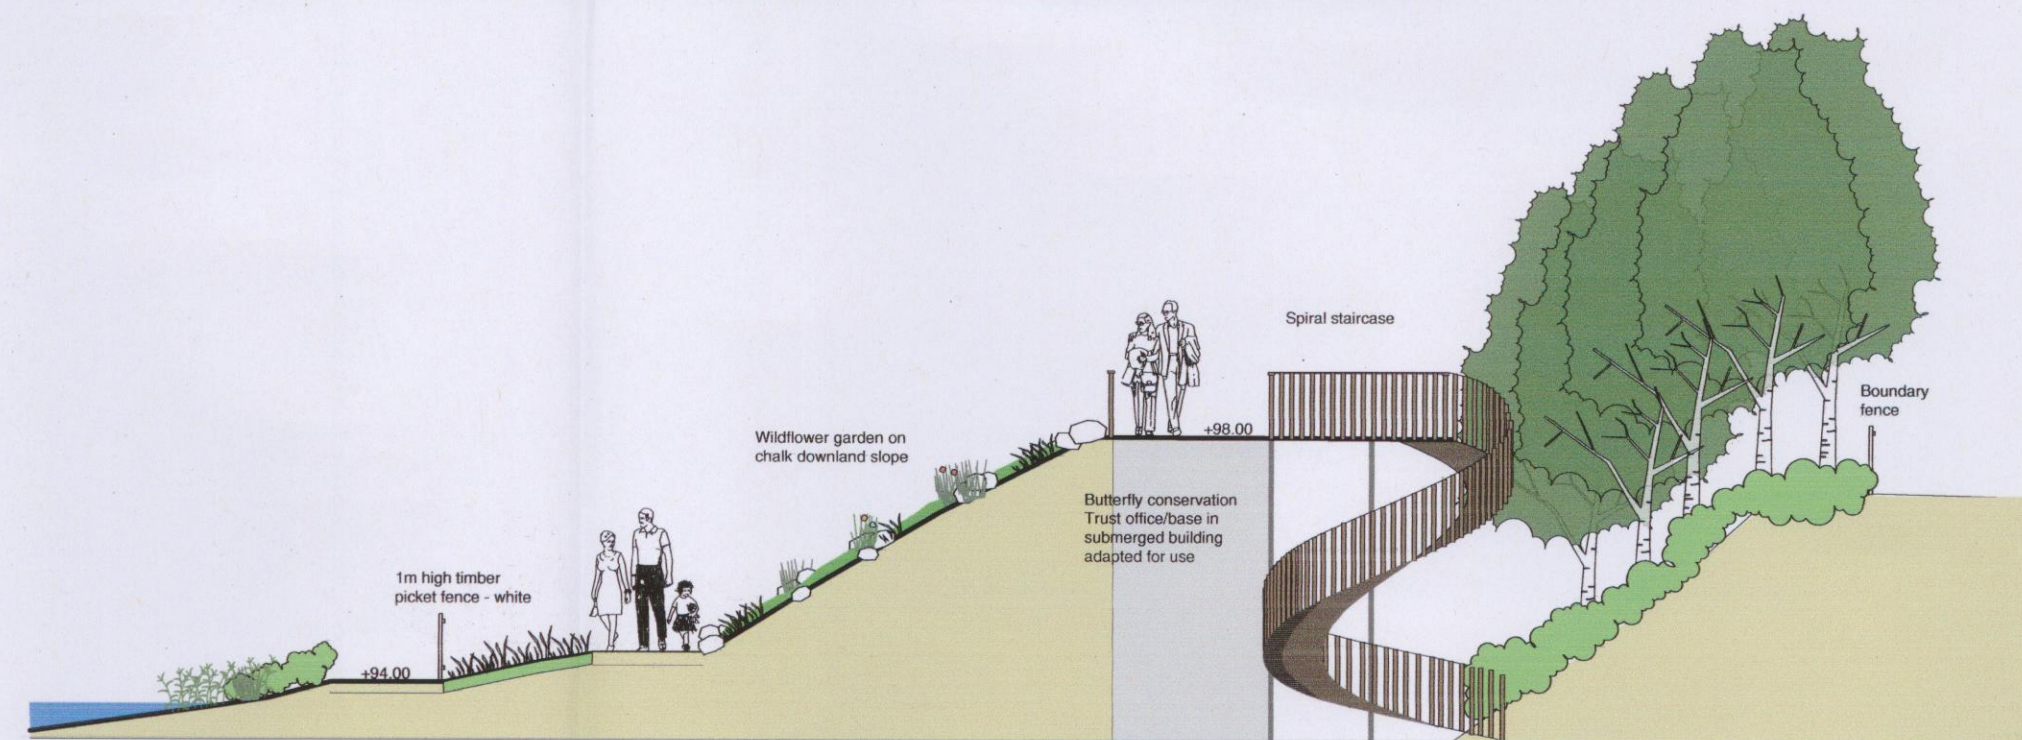 Spiral staircase
Boundary
fence
+98.00
Wildflower garden on
chalk downland slope
Butterfly conservation
Trust office/base in
submerged building
adapted for use
1m high timber
picket fence - white
+94.00